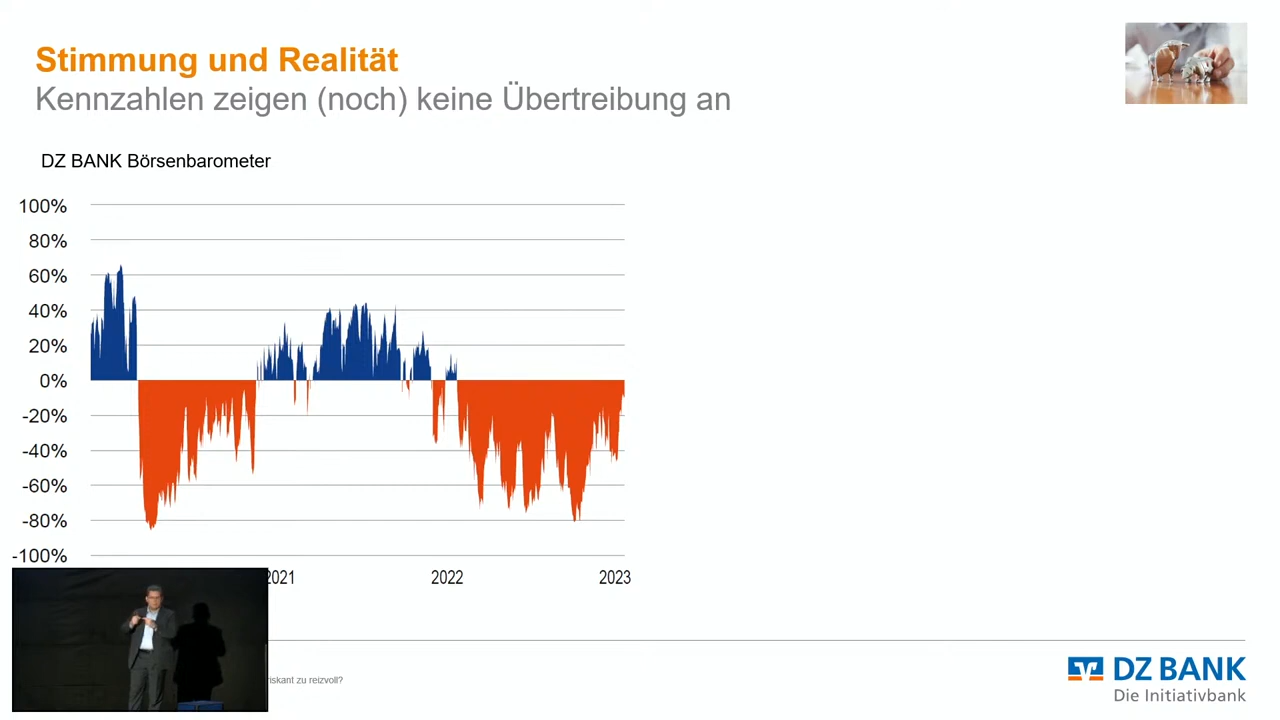 Stimmung und Realität
Kennzahlen zeigen (noch) keine Übertreibung an
DZ BANK Börsenbarometer
100%
80%
60%
40%
20%
0%
-20%
-40%
-60%
-80%
-100%
2021 2022 2023
riskant zu reizvoll?
DZ BANK
Die Initiativbank